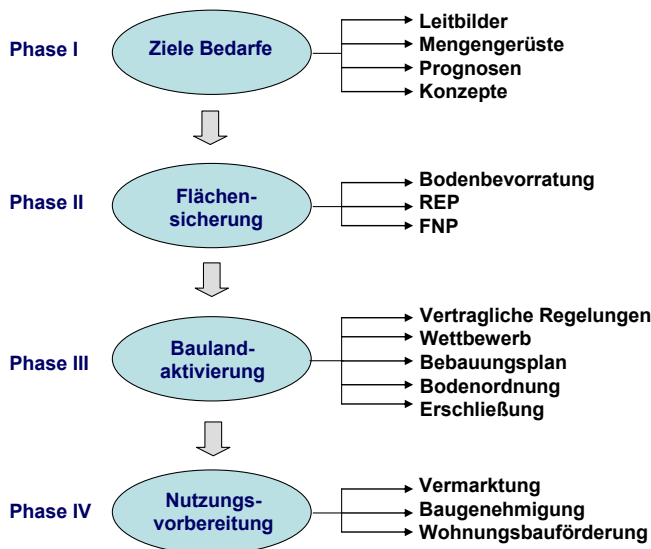 Phase I
Ziele Bedarfe
Leitbilder
Mengengerüste
Prognosen
Konzepte
Phase II
Flächen-
sicherung
Bodenbevorratung
REP
FNP
Phase III
Bauland-
aktivierung
Vertragliche Regelungen
Wettbewerb
Bebauungsplan
Bodenordnung
Erschließung
Phase IV
Nutzungs-
vorbereitung
Vermarktung
Baugenehmigung
Wohnungsbauförderung